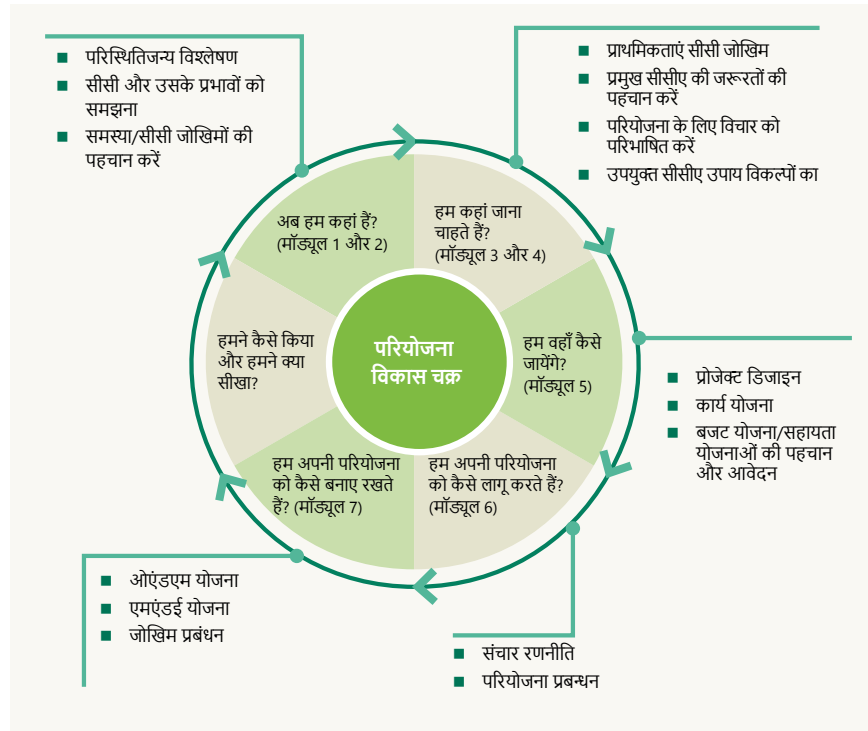 परिस्थितिजन्य विश्लेषण
सीसी और उसके प्रभावों को
समझना
समस्या/सीसी जोखिमों की
पहचान करें
प्राथमिकताएं सीसी जोखिम
प्रमुख सीसीए की जरूरतों की
पहचान करें
परियोजना के लिए विचार को
परिभाषित करें
उपयुक्त सीसीए उपाय विकल्पों का
अब हम कहां हैं?
(मॉड्यूल 1 और 2)
हम कहां जाना
चाहते हैं?
(मॉड्यूल 3 और 4)
हमने कैसे किया
और हमने क्या
सीखा?
परियोजना
विकास चक्र
हम वहाँ कैसे
जायेंगे?
(मॉड्यूल 5)
प्रोजेक्ट डिजाइन
कार्य योजना
बजट योजना/सहायता
योजनाओं की पहचान
और आवेदन
हम अपनी परियोजना
को कैसे बनाए रखते
हैं? (मॉड्यूल 7)
हम अपनी परियोजना
को कैसे लागू करते हैं?
(मॉड्यूल 6)
ओएंडएम योजना
एमएंडई योजना
जोखिम प्रबंधन
संचार रणनीति
परियोजना प्रबन्धन